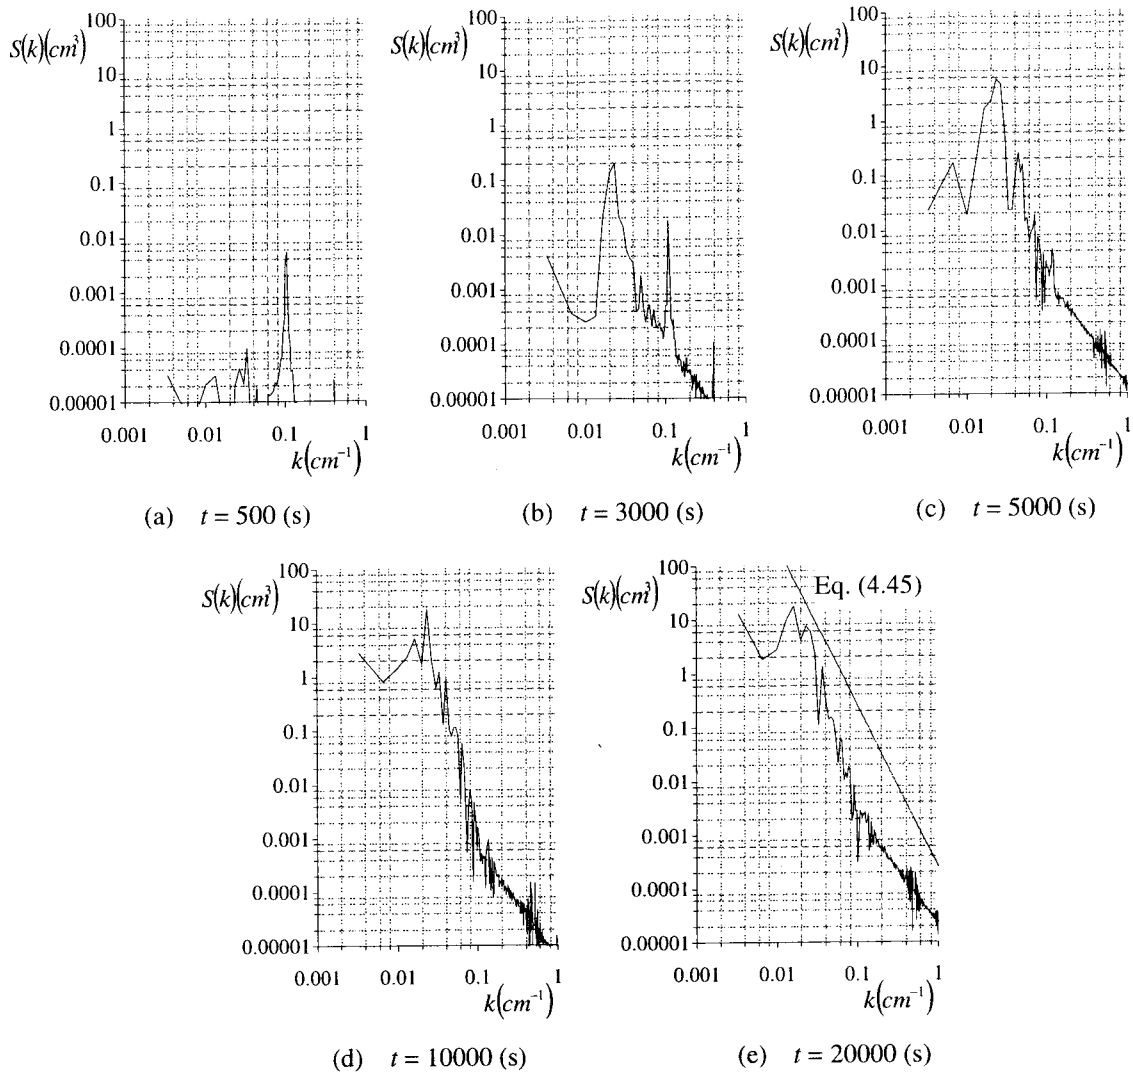 S(k)(cm³)
100
10
1
0.1
0.01
0.001
0.0001
0.00001
0.001 0.01 0.1 1
k(cm⁻¹)
(a) t = 500 (s)
S(k)(cm³)
100
10
1
0.1
0.01
0.001
0.0001
0.00001
0.001 0.01 0.1 1
k(cm⁻¹)
(b) t = 3000 (s)
S(k)(cm³)
100
10
1
0.1
0.01
0.001
0.0001
0.00001
0.001 0.01 0.1 1
k(cm⁻¹)
(c) t = 5000 (s)
S(k)(cm³)
100
10
1
0.1
0.01
0.001
0.0001
0.00001
0.001 0.01 0.1 1
k(cm⁻¹)
(d) t = 10000 (s)
S(k)(cm³)
100
10
1
0.1
0.01
0.001
0.0001
0.00001
Eq. (4.45)
0.001 0.01 0.1 1
k(cm⁻¹)
(e) t = 20000 (s)